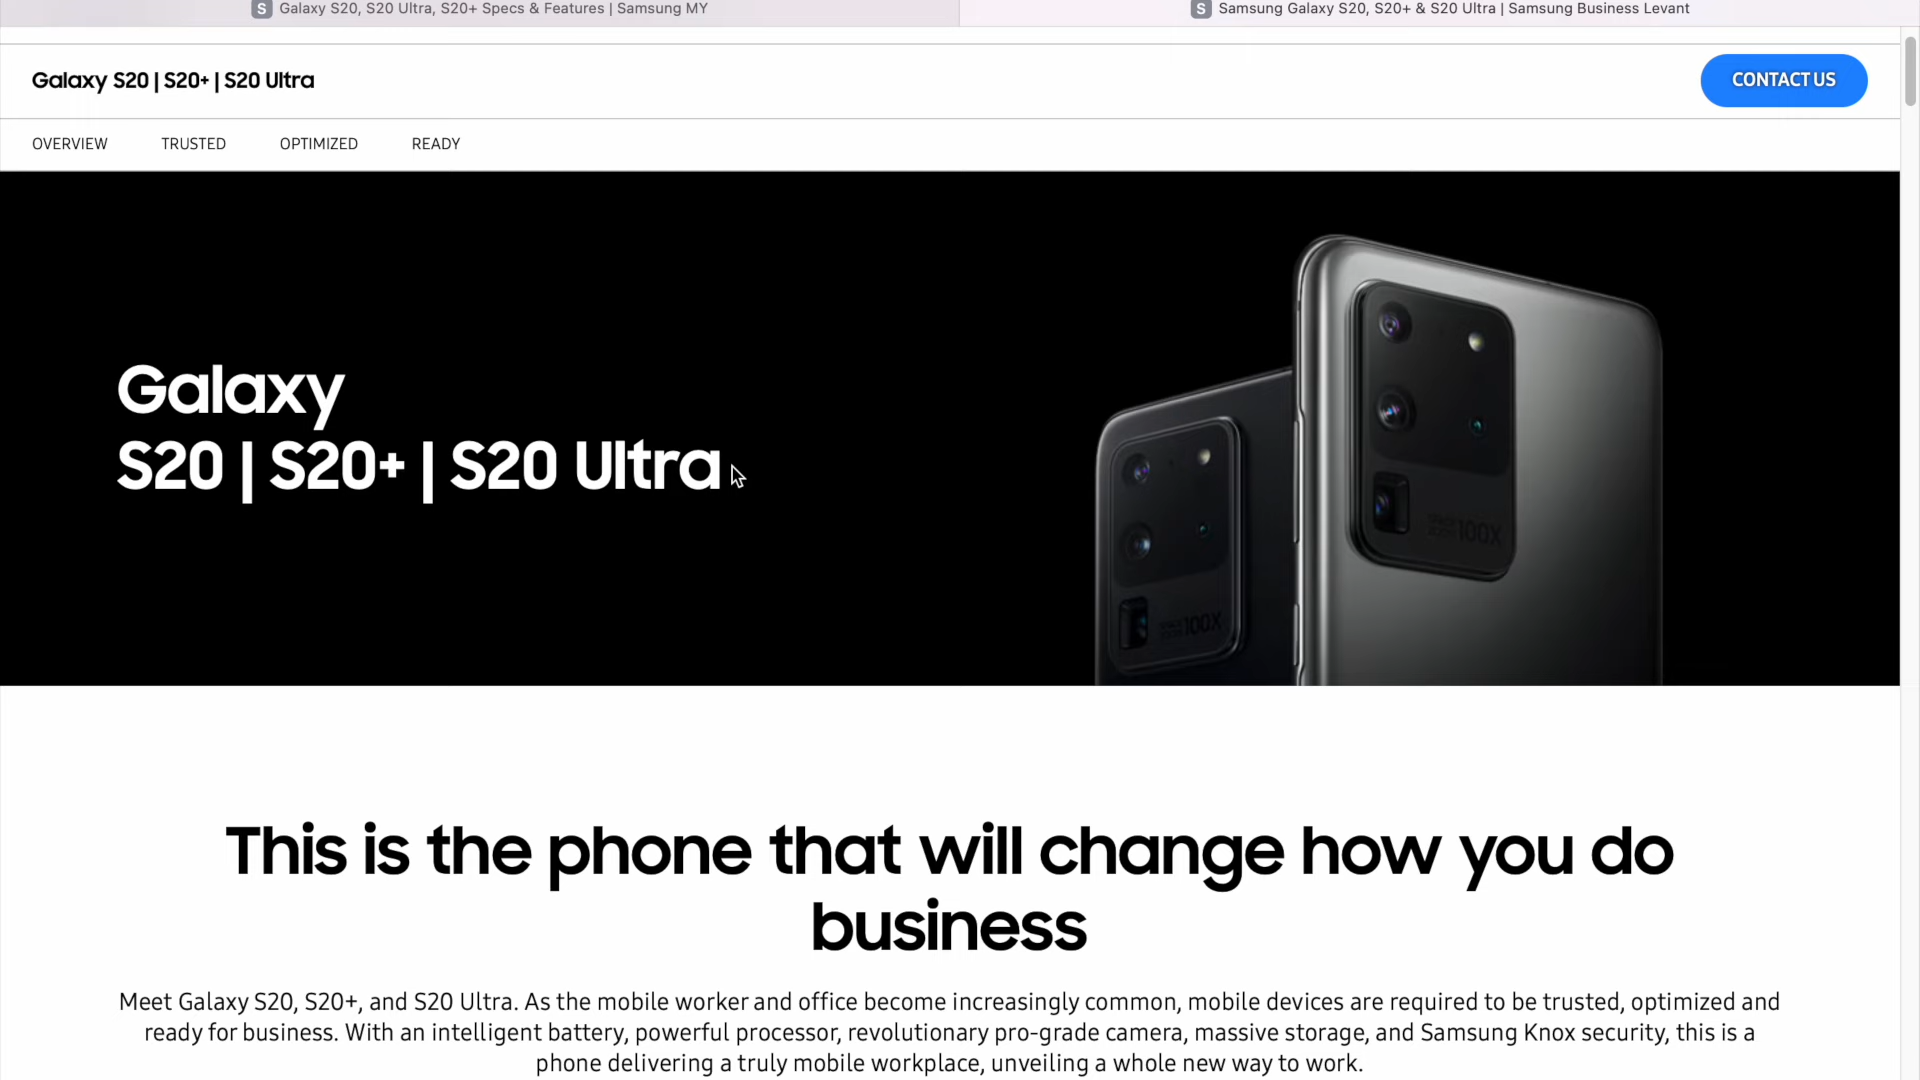 S Galaxy S20, S20 Ultra, S20+ Specs & Features | Samsung MY
S Samsung Galaxy S20, S20+ & S20 Ultra | Samsung Business Levant
Galaxy S20 | S20+ | S20 Ultra
CONTACT US
OVERVIEW TRUSTED OPTIMIZED READY
Galaxy
S20 | S20+ | S20 Ultra
SPACE
ZOOM 100X
100X
This is the phone that will change how you do
business
Meet Galaxy S20, S20+, and S20 Ultra. As the mobile worker and office become increasingly common, mobile devices are required to be trusted, optimized and
ready for business. With an intelligent battery, powerful processor, revolutionary pro-grade camera, massive storage, and Samsung Knox security, this is a
phone delivering a truly mobile workplace, unveiling a whole new way to work.